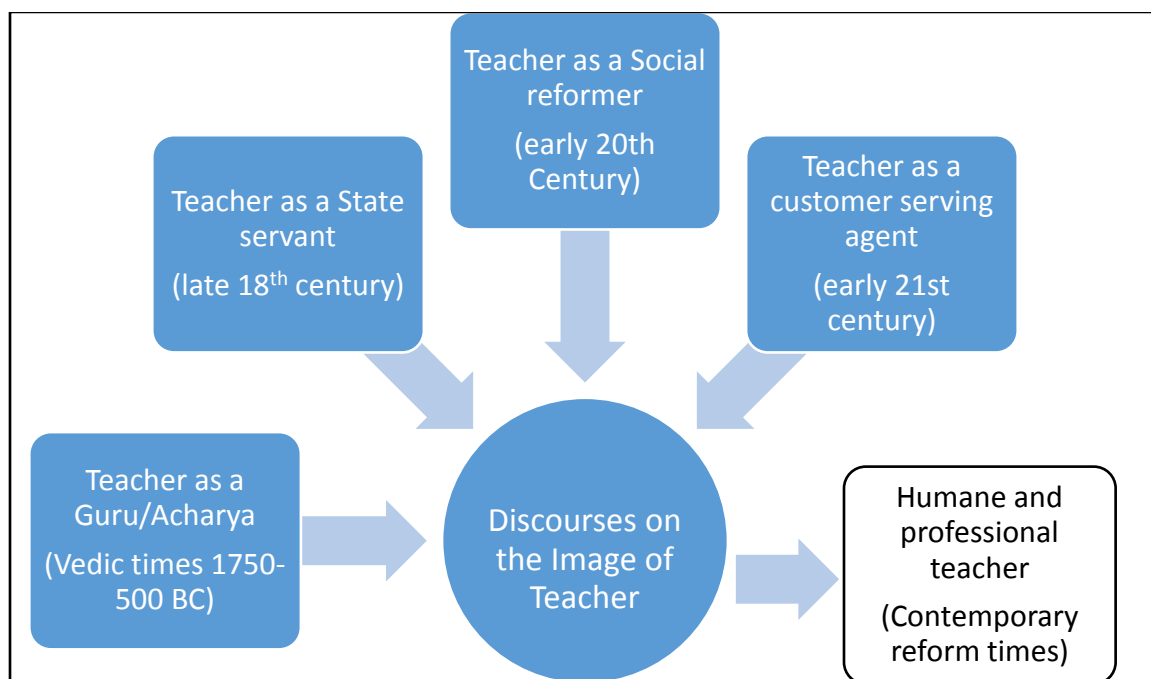 Teacher as a Social
reformer
(early 20th
Century)
Teacher as a State
servant
(late 18th century)
Teacher as a
customer serving
agent
(early 21st
century)
Teacher as a
Guru/Acharya
(Vedic times 1750-
500 BC)
Discourses on
the Image of
Teacher
Humane and
professional
teacher
(Contemporary
reform times)